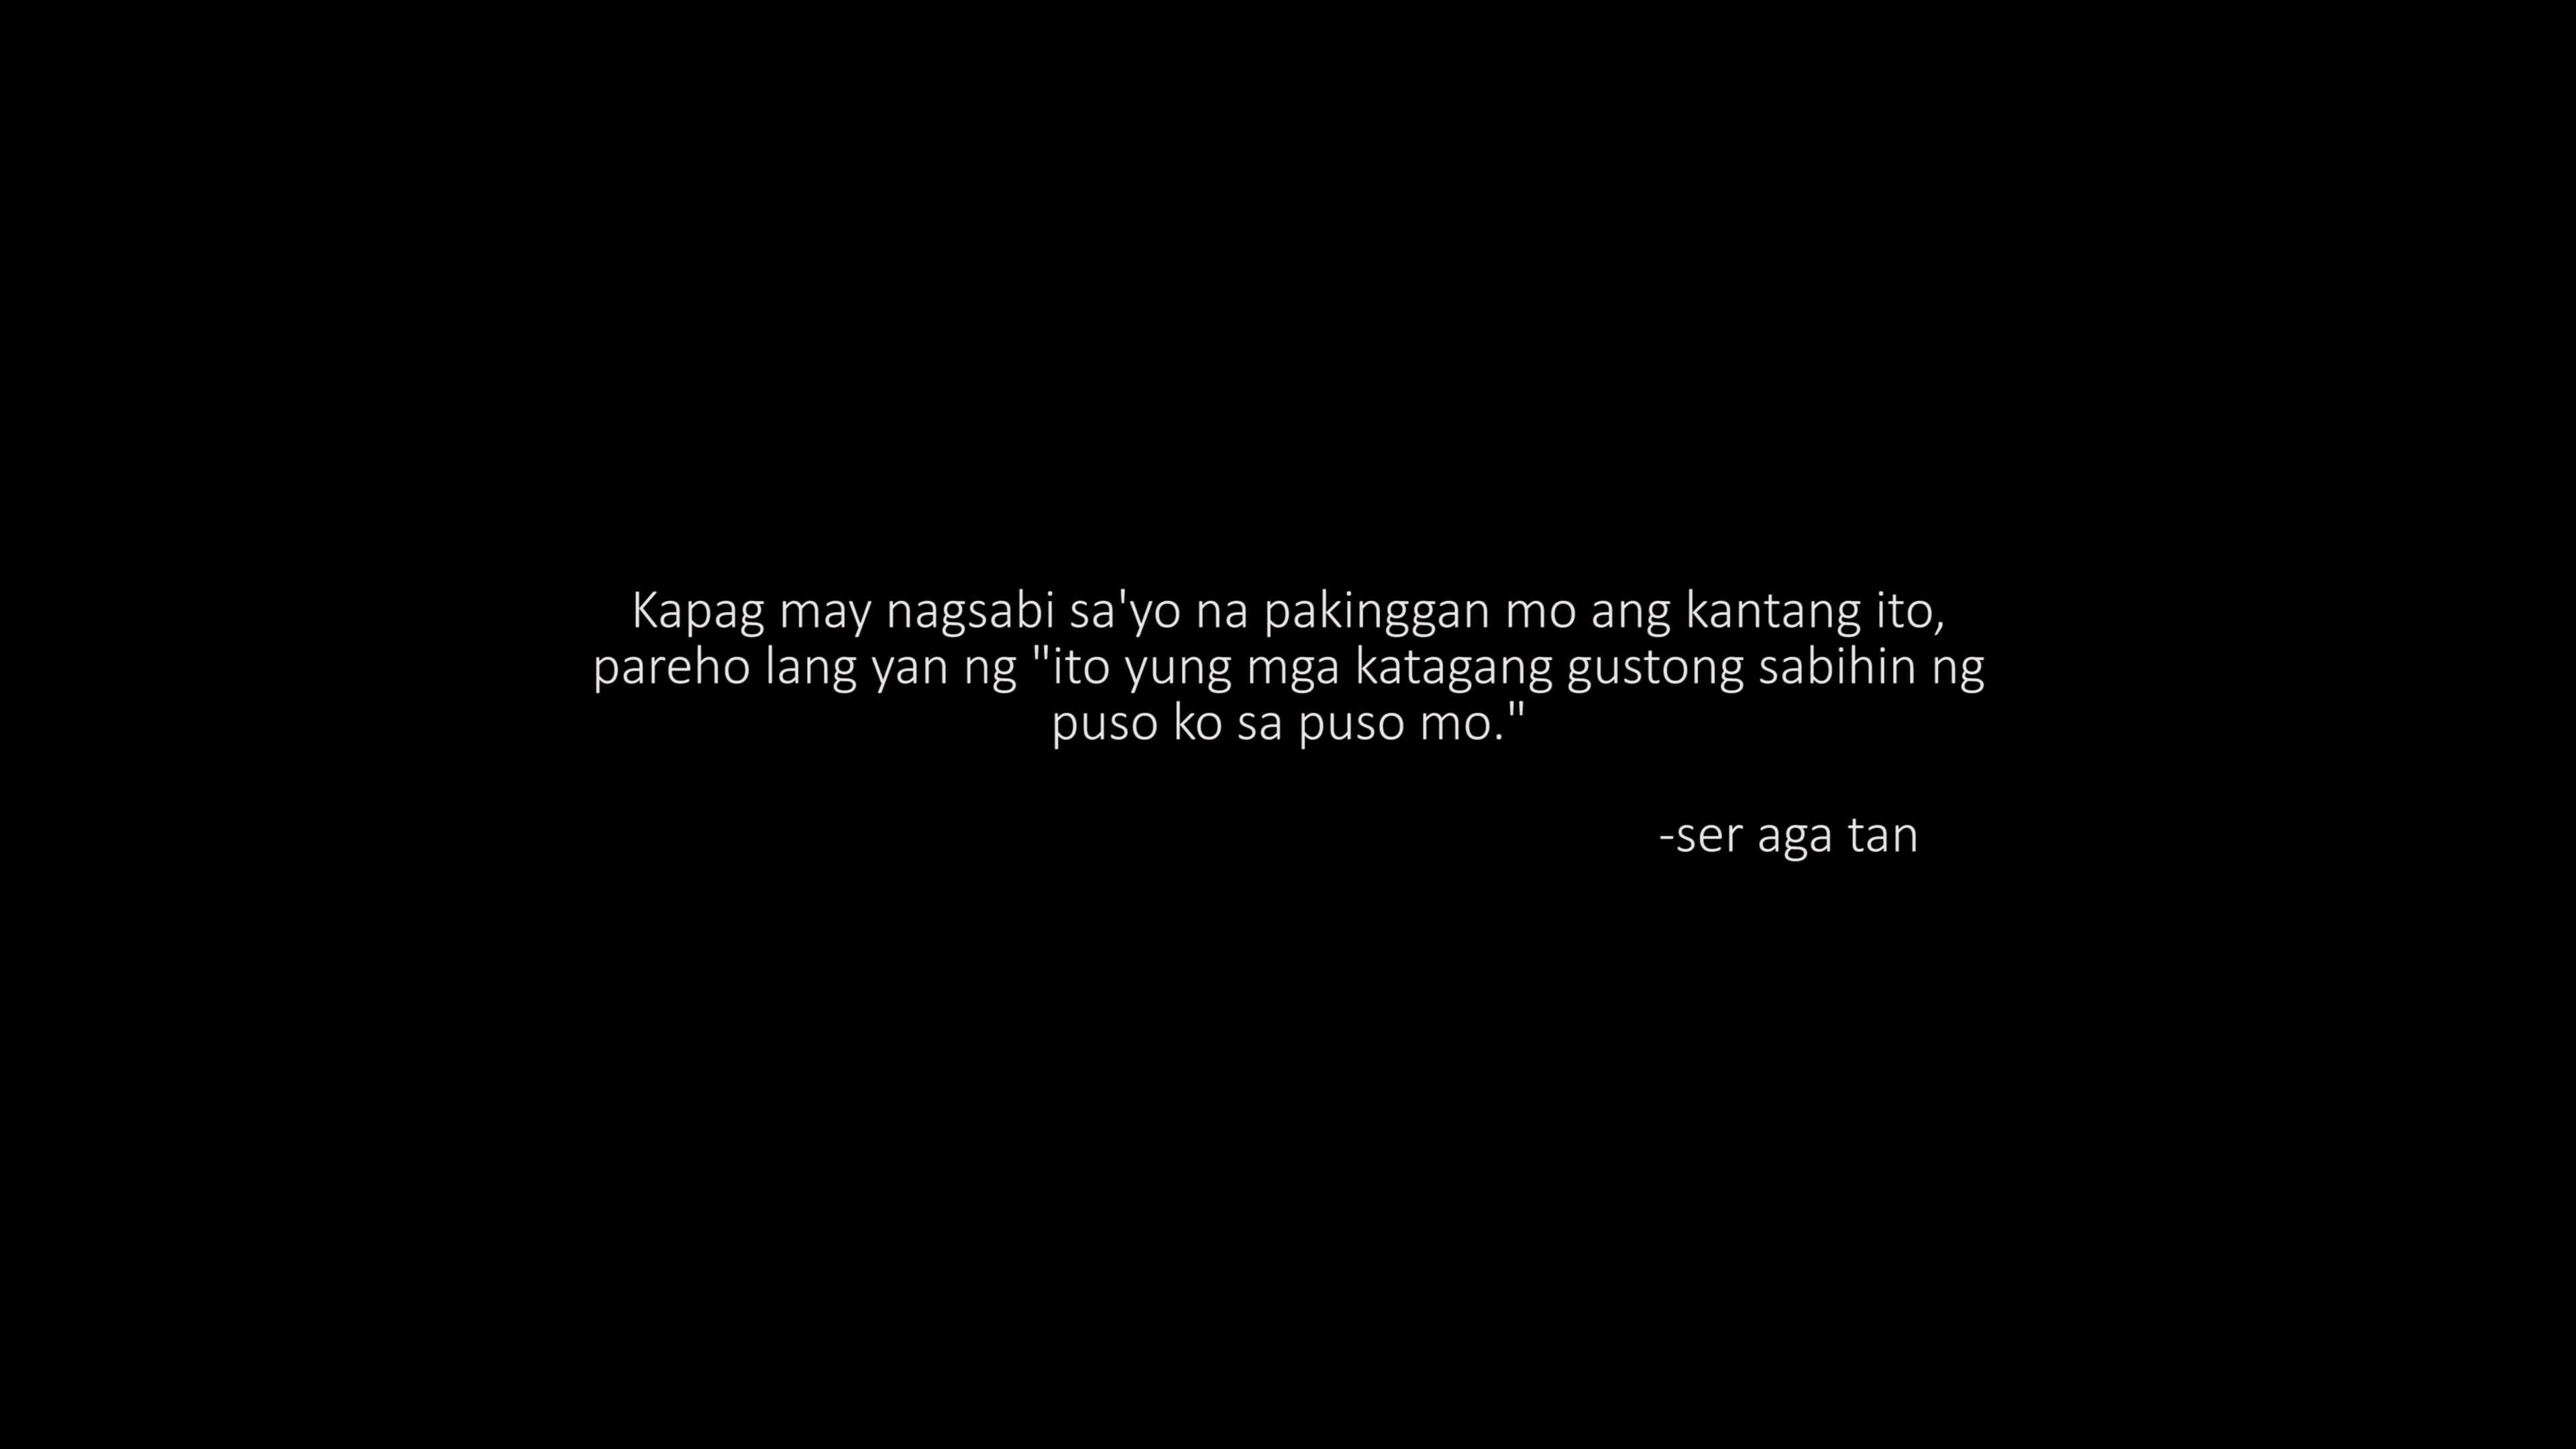 Kapag may nagsabi sa'yo na pakinggan mo ang kantang ito,
pareho lang yan ng "ito yung mga katagang gustong sabihin ng
puso ko sa puso mo."
-ser aga tan